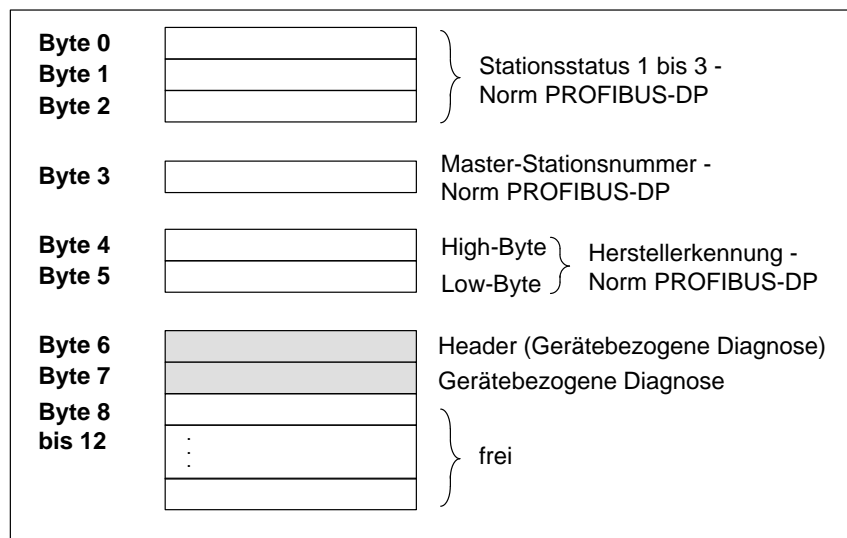 Byte 0
Byte 1
Byte 2
Stationsstatus 1 bis 3 -
Norm PROFIBUS-DP
Byte 3
Master-Stationsnummer -
Norm PROFIBUS-DP
Byte 4
Byte 5
High-Byte
Low-Byte
Herstellerkennung -
Norm PROFIBUS-DP
Byte 6
Header (Gerätebezogene Diagnose)
Byte 7
Gerätebezogene Diagnose
Byte 8
bis 12
frei